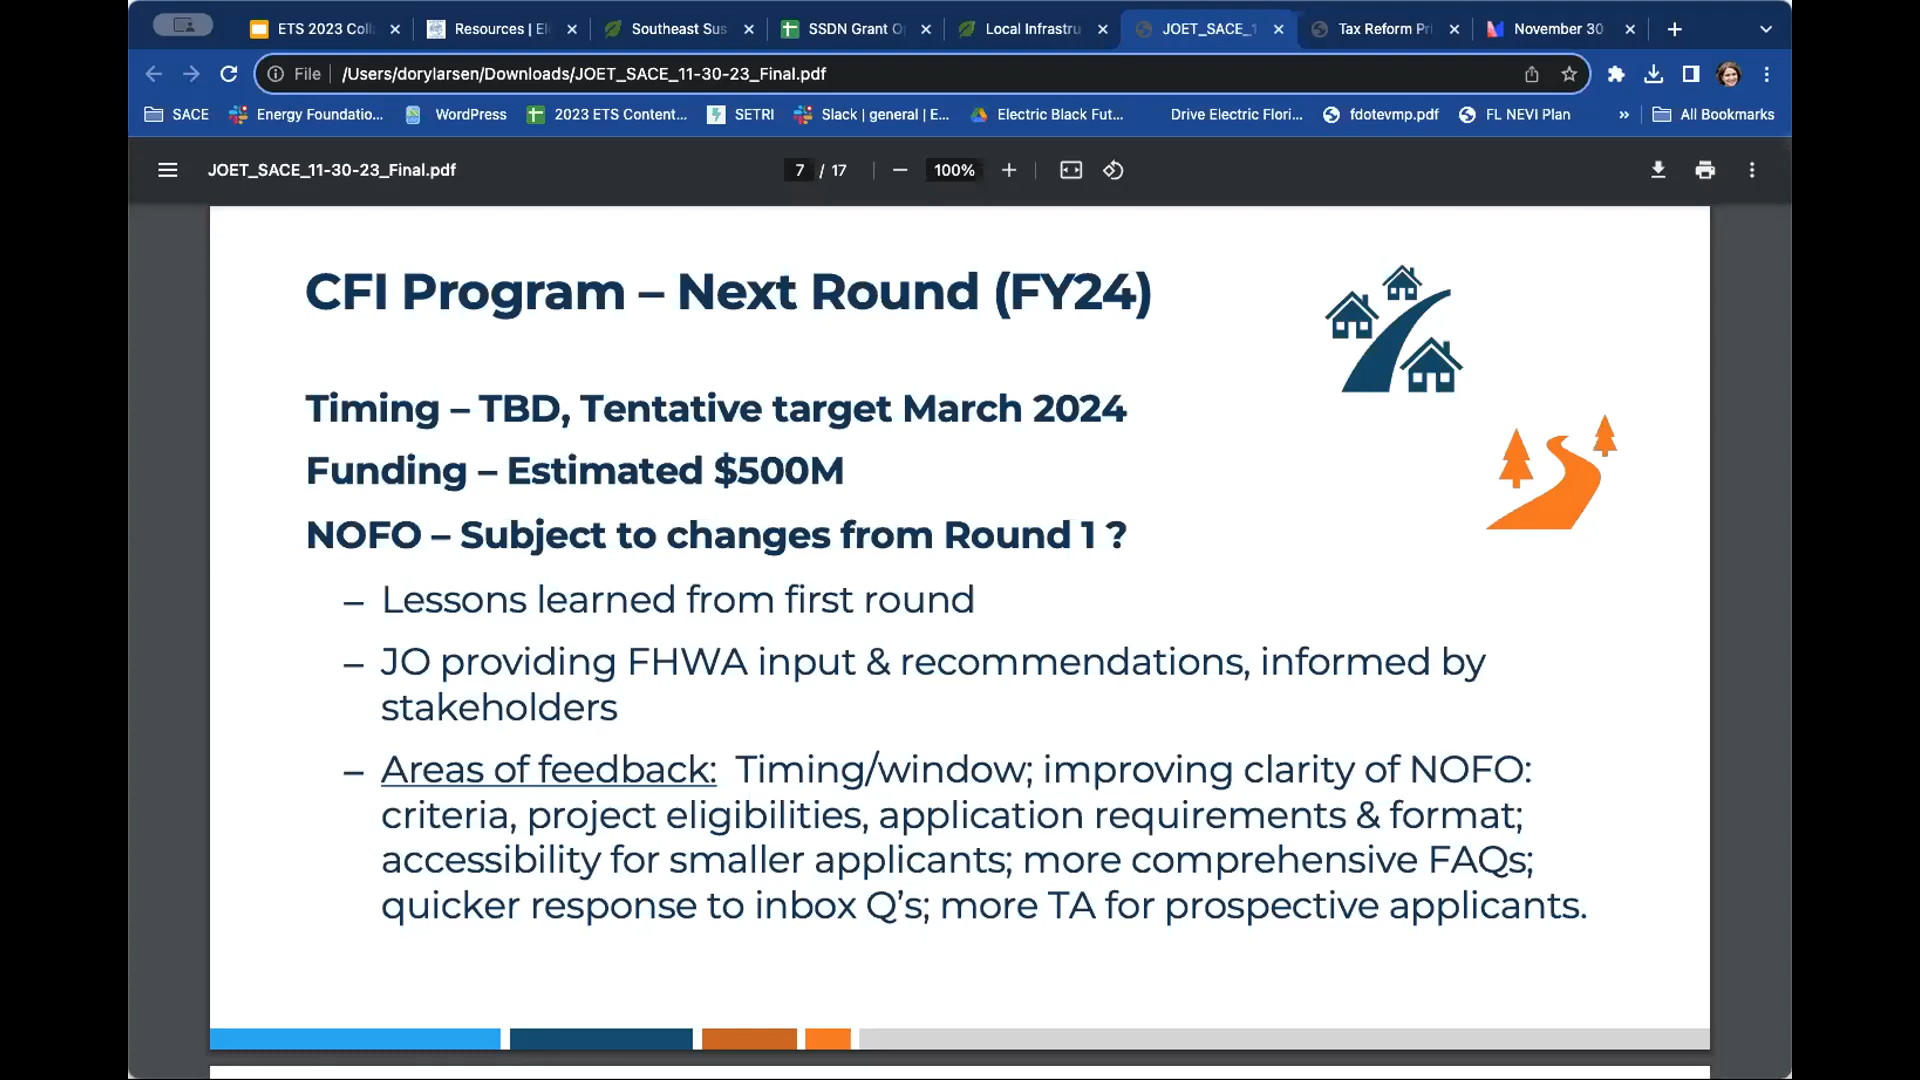 ETS 2023 Coll
Resources | El
Southeast Sus
SSDN Grant O
Local Infrastru
JOET_SACE_1
Tax Reform Pri
November 30
File
/Users/dorylarsen/Downloads/JOET_SACE_11-30-23_Final.pdf
SACE
Energy Foundatio...
WordPress
2023 ETS Content...
SETRI
Slack | general | E...
Electric Black Fut...
Drive Electric Flori...
fdotevmp.pdf
FL NEVI Plan
»
All Bookmarks
JOET_SACE_11-30-23_Final.pdf
7 / 17
100%
CFI Program – Next Round (FY24)
Timing – TBD, Tentative target March 2024
Funding – Estimated $500M
NOFO – Subject to changes from Round 1 ?
– Lessons learned from first round
– JO providing FHWA input & recommendations, informed by
stakeholders
– Areas of feedback: Timing/window; improving clarity of NOFO:
criteria, project eligibilities, application requirements & format;
accessibility for smaller applicants; more comprehensive FAQs;
quicker response to inbox Q’s; more TA for prospective applicants.